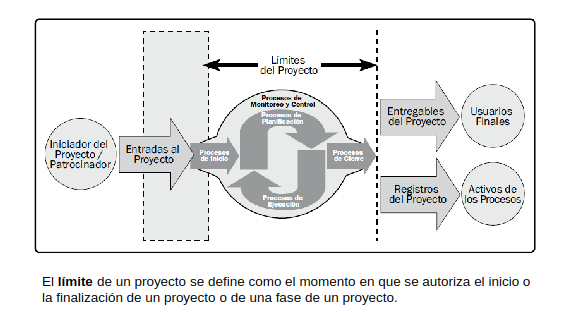 Límites
del Proyecto
Procesos de
Monitoreo y Control
Procesos de
Planificación
Iniciador del
Proyecto /
Patrocinador
Entradas al
Proyecto
Procesos
de Inicio
Procesos
de Cierre
Procesos de
Ejecución
Entregables
del Proyecto
Usuarios
Finales
Registros
del Proyecto
Activos de
los Procesos
El límite de un proyecto se define como el momento en que se autoriza el inicio o
la finalización de un proyecto o de una fase de un proyecto.